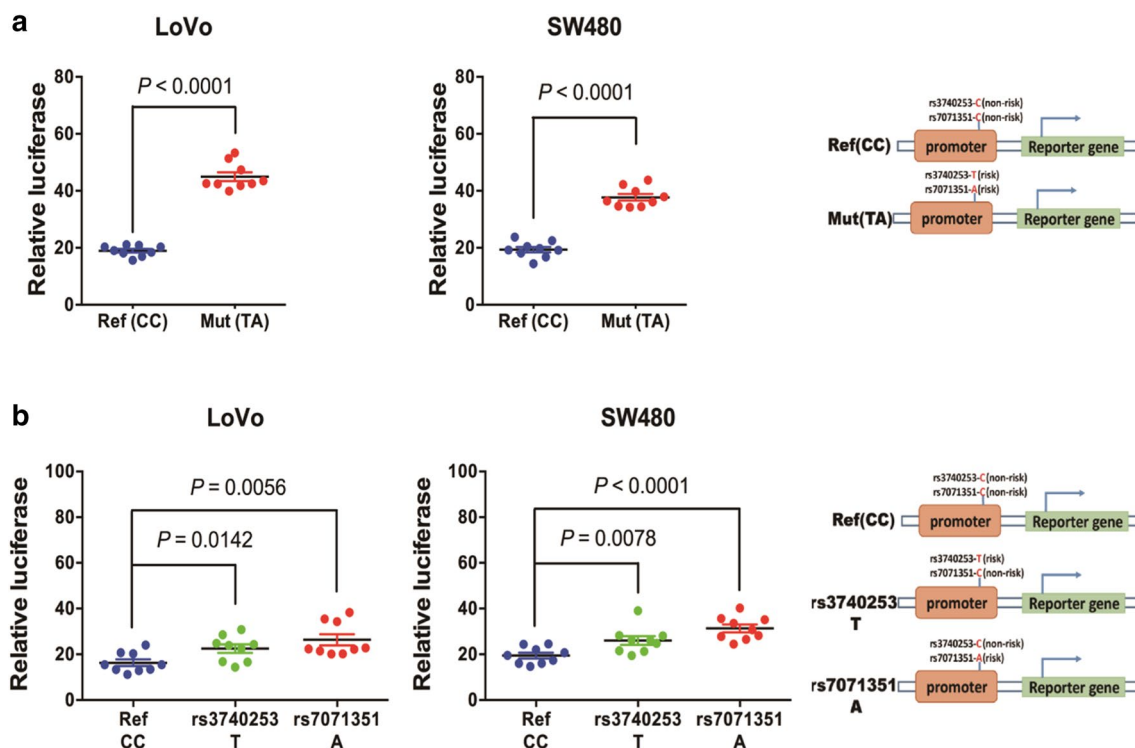 a
LoVo
SW480
Relative luciferase
80
60
40
20
0
P < 0.0001
Ref (CC)
Mut (TA)
Relative luciferase
80
60
40
20
0
P < 0.0001
Ref (CC)
Mut (TA)
rs3740253-C(non-risk)
rs7071351-C(non-risk)
Ref(CC)
promoter
Reporter gene
rs3740253-T(risk)
rs7071351-A(risk)
Mut(TA)
promoter
Reporter gene
b
LoVo
SW480
Relative luciferase
100
80
60
40
20
0
P = 0.0056
P = 0.0142
Ref
CC
rs3740253
T
rs7071351
A
Relative luciferase
100
80
60
40
20
0
P < 0.0001
P = 0.0078
Ref
CC
rs3740253
T
rs7071351
A
rs3740253-C(non-risk)
rs7071351-C(non-risk)
Ref(CC)
promoter
Reporter gene
rs3740253-T(risk)
rs7071351-C(non-risk)
rs3740253
T
promoter
Reporter gene
rs3740253-C(non-risk)
rs7071351-A(risk)
rs7071351
A
promoter
Reporter gene